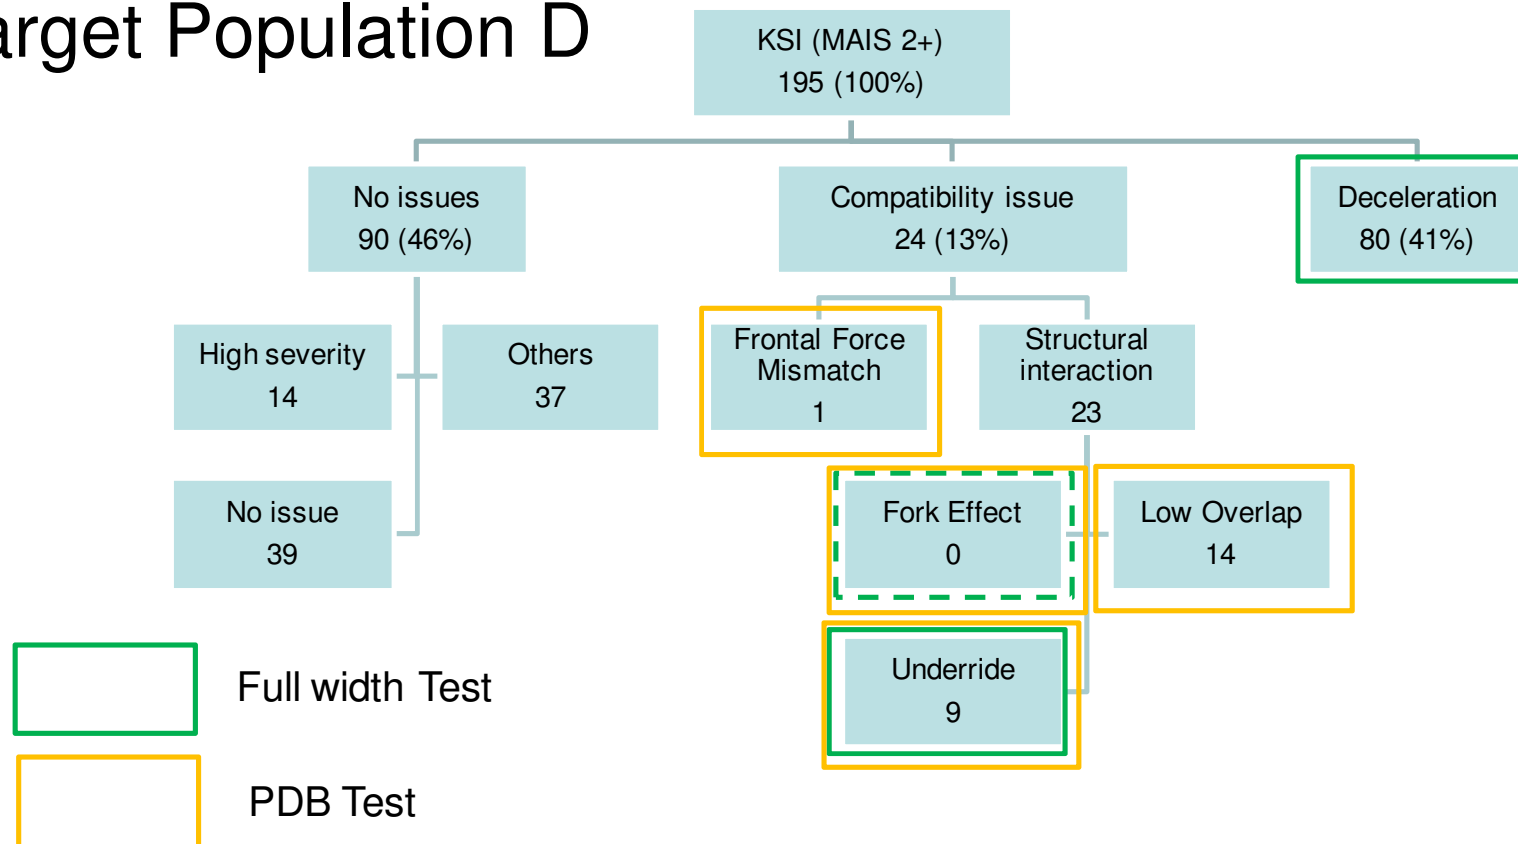 arget Population D
KSI (MAIS 2+)
195 (100%)
No issues
90 (46%)
Compatibility issue
24 (13%)
Deceleration
80 (41%)
High severity
14
Others
37
Frontal Force
Mismatch
1
Structural
interaction
23
No issue
39
Fork Effect
0
Low Overlap
14
Underride
9
Full width Test
PDB Test